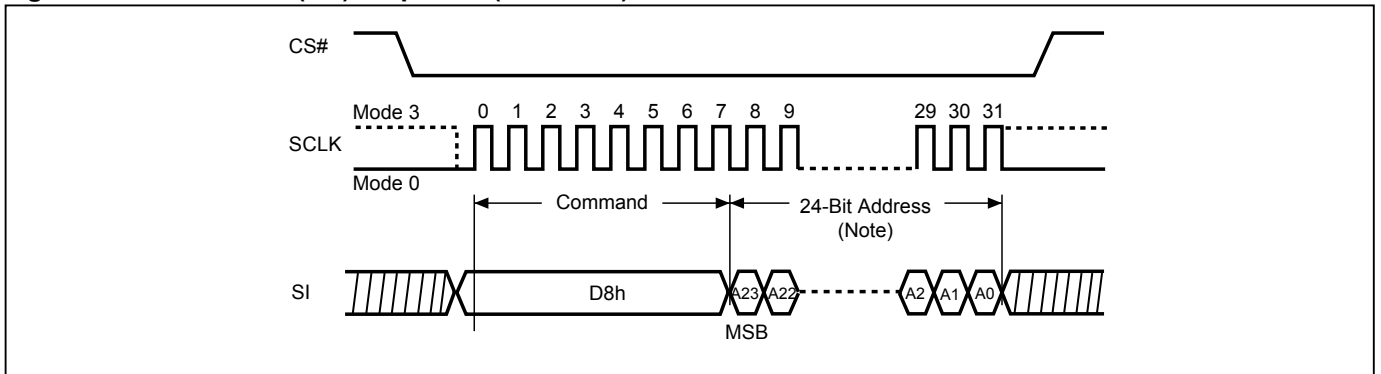 CS#
Mode 3 0 1 2 3 4 5 6 7 8 9 29 30 31
SCLK
Mode 0
Command
24-Bit Address
(Note)
SI D8h A23 A22 A2 A1 A0
MSB